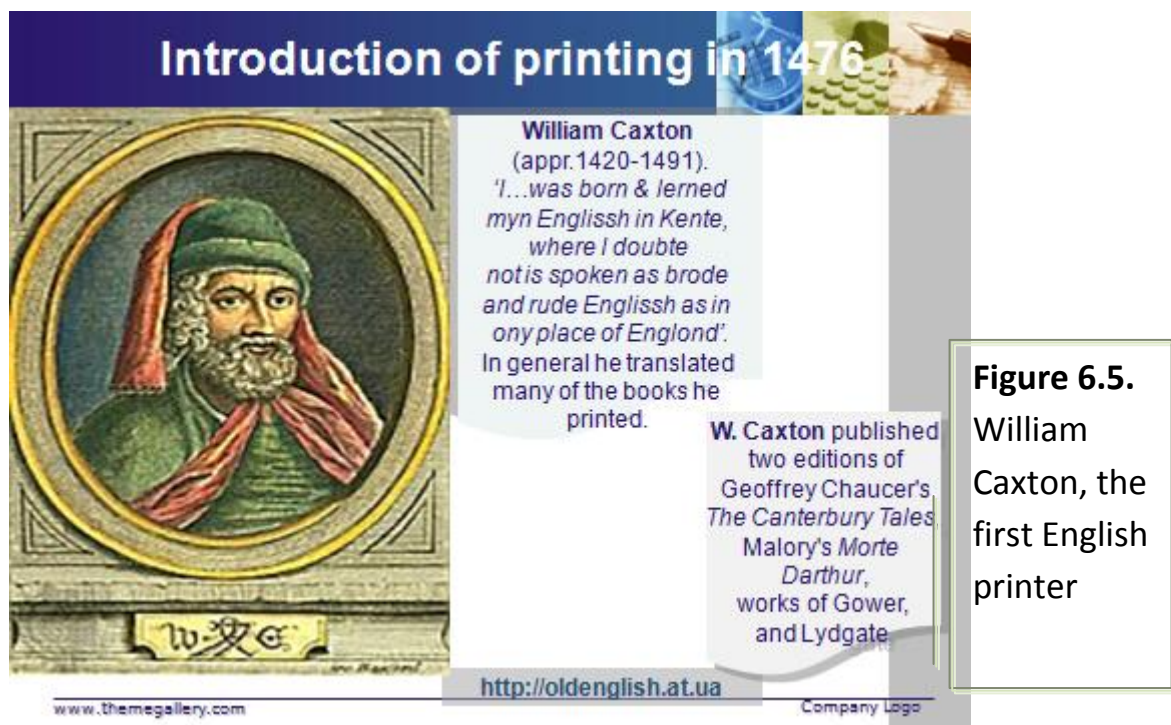 Introduction of printing in 1476
William Caxton
(appr.1420-1491).
'I…was born & lerned
myn Englissh in Kente,
where I doubte
not is spoken as brode
and rude Englissh as in
ony place of Englond'.
In general he translated
many of the books he
printed.
W. Caxton published
two editions of
Geoffrey Chaucer's
The Canterbury Tales,
Malory's Morte
Darthur,
works of Gower,
and Lydgate
Figure 6.5.
William
Caxton, the
first English
printer
W C
http://oldenglish.at.ua
www.themegallery.com
Company Logo